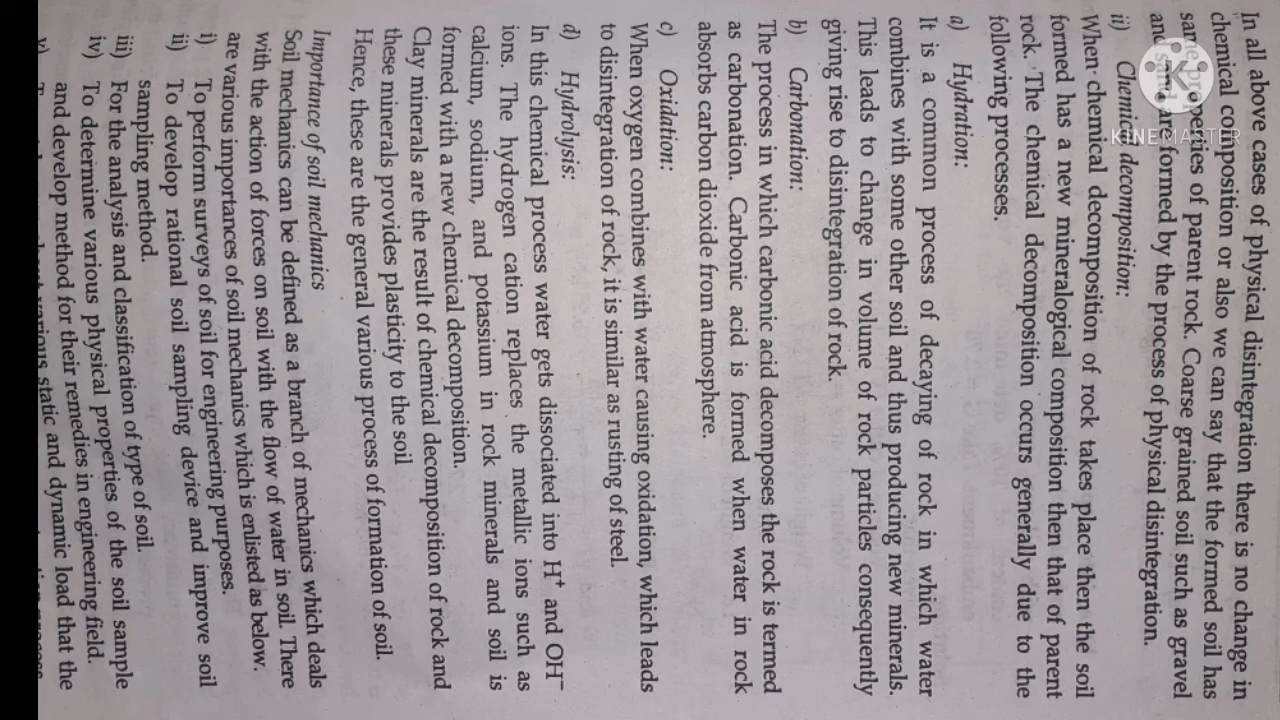 In all above cases of physical disintegration there is no change in
chemical composition or also we can say that the formed soil has
same properties of parent rock. Coarse grained soil such as gravel
and sand are formed by the process of physical disintegration.
ii) Chemical decomposition:
When chemical decomposition of rock takes place then the soil
formed has a new mineralogical composition then that of parent
rock. The chemical decomposition occurs generally due to the
following processes.
a) Hydration:
It is a common process of decaying of rock in which water
combines with some other soil and thus producing new minerals.
This leads to change in volume of rock particles consequently
giving rise to disintegration of rock
b) Carbonation:
The process in which carbonic acid decomposes the rock is termed
as carbonation. Carbonic acid is formed when water in rock
absorbs carbon dioxide from atmosphere.
c) Oxidation:
When oxygen combines with water causing oxidation, which leads
to disintegration of rock, it is similar as rusting of steel.
d) Hydrolysis:
In this chemical process water gets dissociated into H⁺ and OH⁻
ions. The hydrogen cation replaces the metallic ions such as
calcium, sodium, and potassium in rock minerals and soil is
formed with a new chemical decomposition.
Clay minerals are the result of chemical decomposition of rock and
these minerals provides plasticity to the soil
Hence, these are the general various process of formation of soil.
Importance of soil mechanics
Soil mechanics can be defined as a branch of mechanics which deals
with the action of forces on soil with the flow of water in soil. There
are various importances of soil mechanics which is enlisted as below.
i) To perform surveys of soil for engineering purposes.
ii) To develop rational soil sampling device and improve soil
sampling method.
iii) For the analysis and classification of type of soil.
iv) To determine various physical properties of the soil sample
and develop method for their remedies in engineering field.
v) various static and dynamic load that the
KINEMASTER